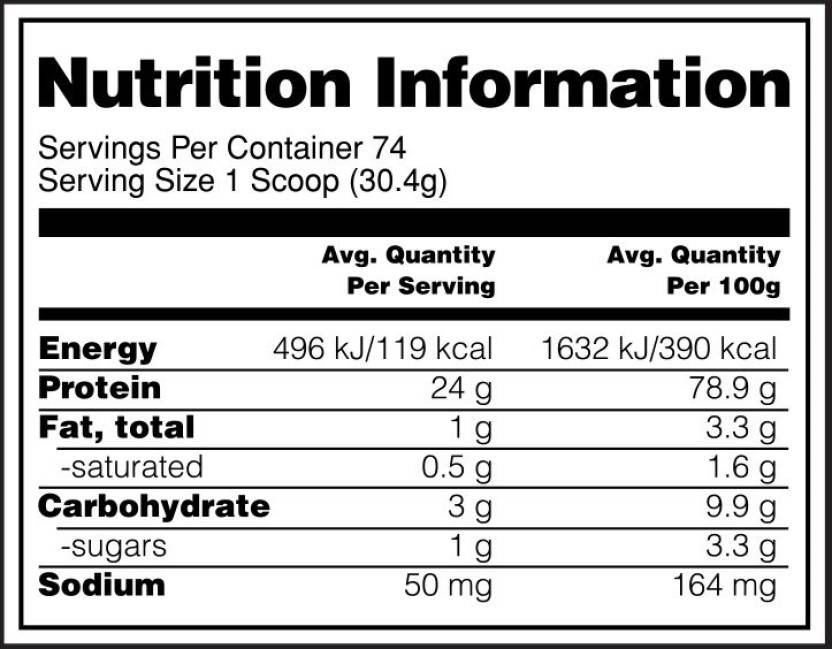 Nutrition Information
Servings Per Container 74
Serving Size 1 Scoop (30.4g)
Avg. Quantity Avg. Quantity
Per Serving Per 100g
Energy 496 kJ/119 kcal 1632 kJ/390 kcal
Protein 24 g 78.9 g
Fat, total 1 g 3.3 g
-saturated 0.5 g 1.6 g
Carbohydrate 3 g 9.9 g
-sugars 1 g 3.3 g
Sodium 50 mg 164 mg